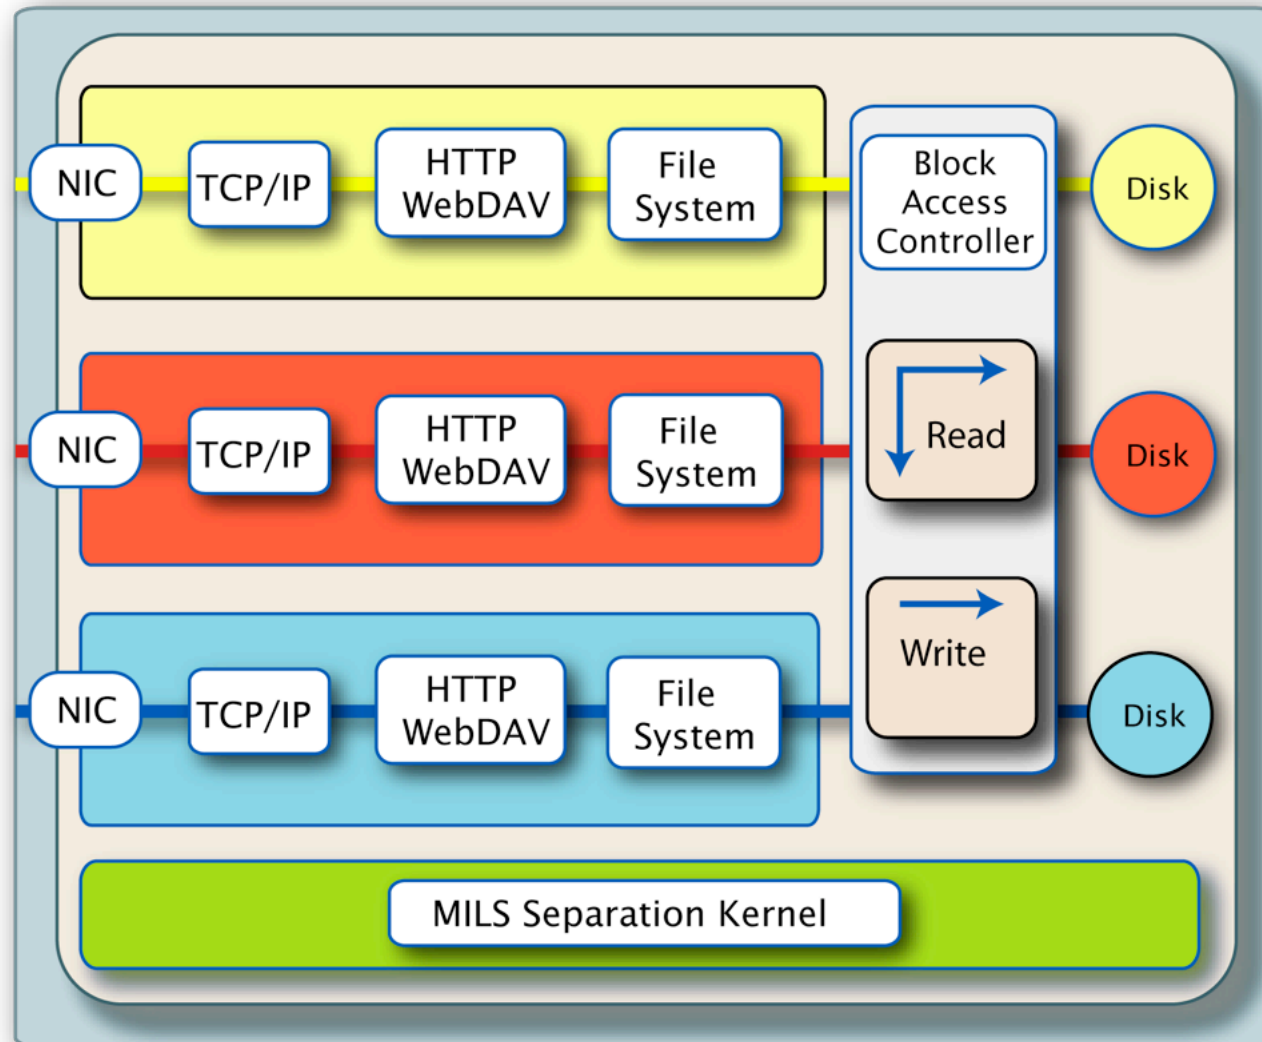 NIC
TCP/IP
HTTP
WebDAV
File
System
Block
Access
Controller
Disk
NIC
TCP/IP
HTTP
WebDAV
File
System
Read
Disk
NIC
TCP/IP
HTTP
WebDAV
File
System
Write
Disk
MILS Separation Kernel